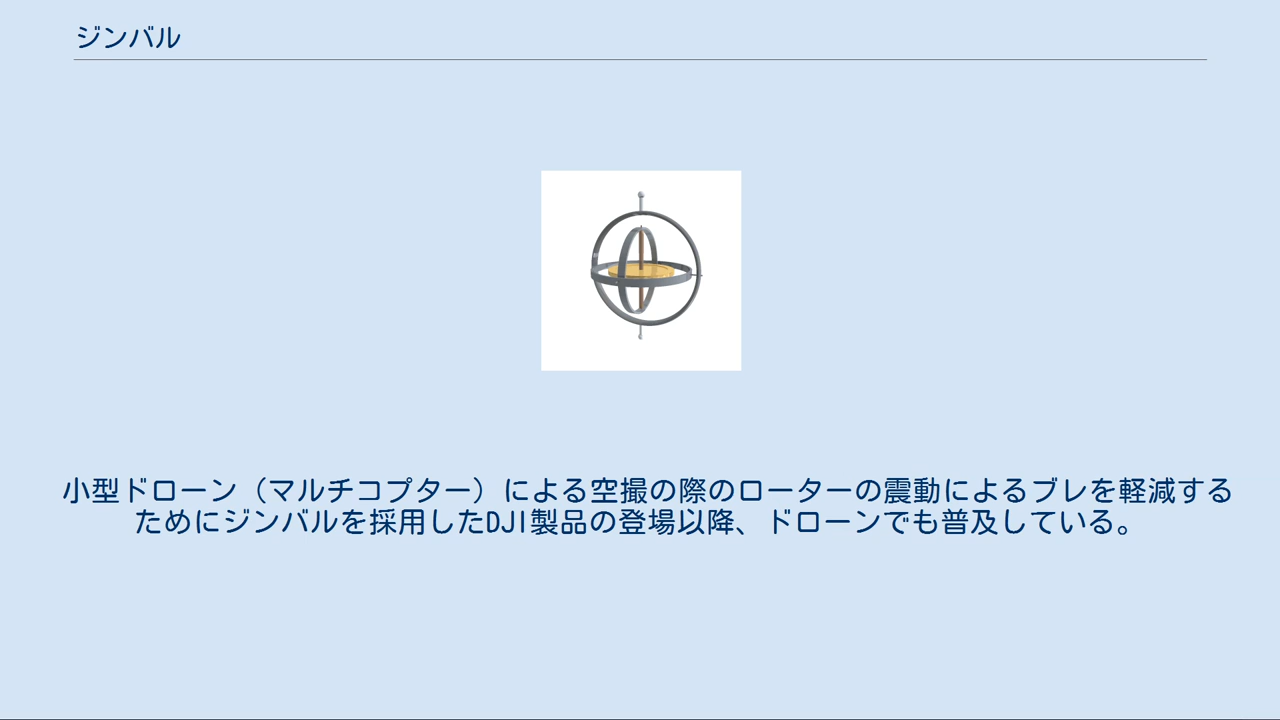 ジンバル
小型ドローン（マルチコプター）による空撮の際のローターの震動によるブレを軽減する
ためにジンバルを採用したDJI製品の登場以降、ドローンでも普及している。